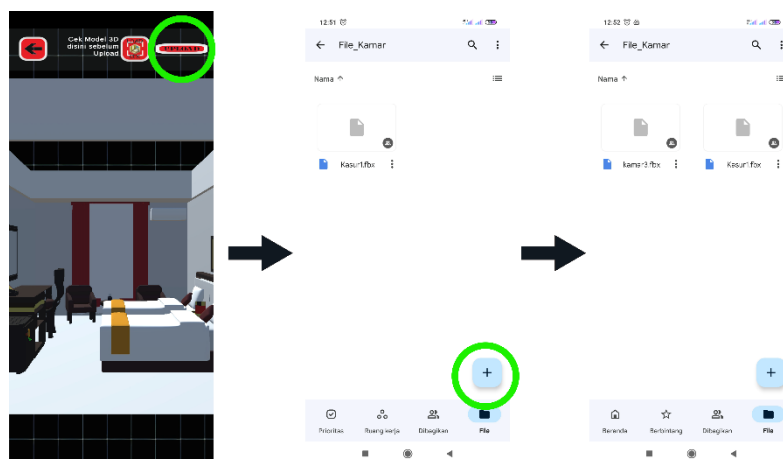 Cek Model 3D
disini sebelum
Upload
UPLOAD
12:51
File_Kamar
Nama
Kasur1.fbx
Prioritas
Ruang kerja
Dibagikan
File
12:52
File_Kamar
Nama
kamar3.fbx
Kasur1.fbx
Beranda
Berbintang
Dibagikan
File